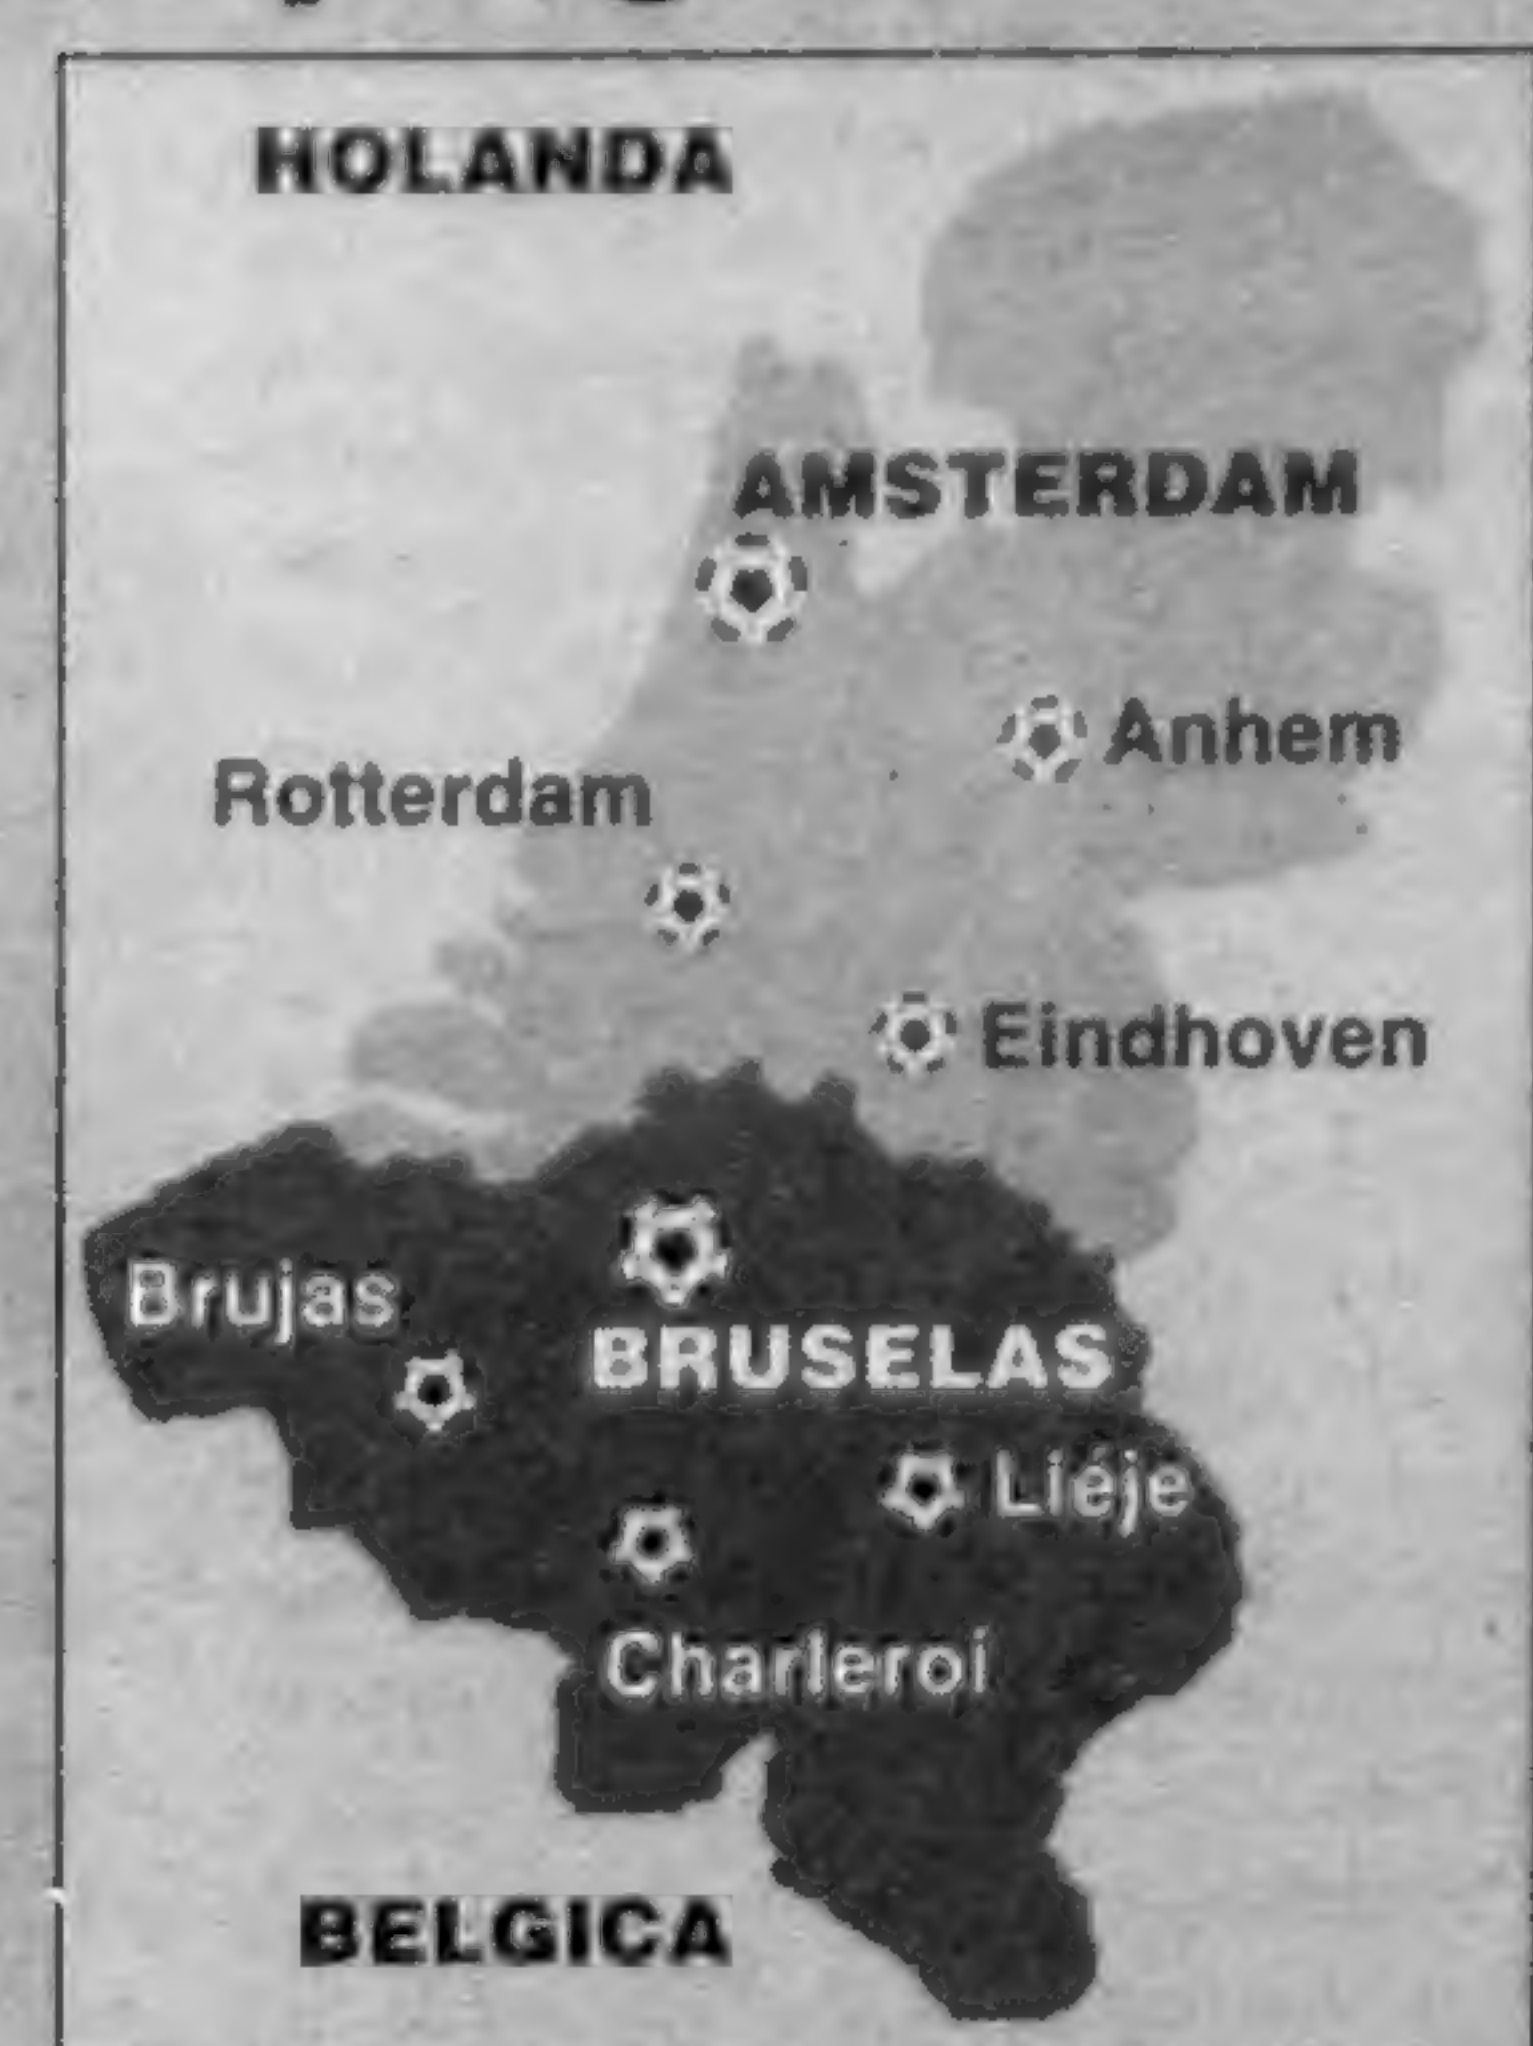 HOLANDA
AMSTERDAM
Anhem
Rotterdam
Eindhoven
Brujas
BRUSELAS
Liéje
Charleroi
BELGICA